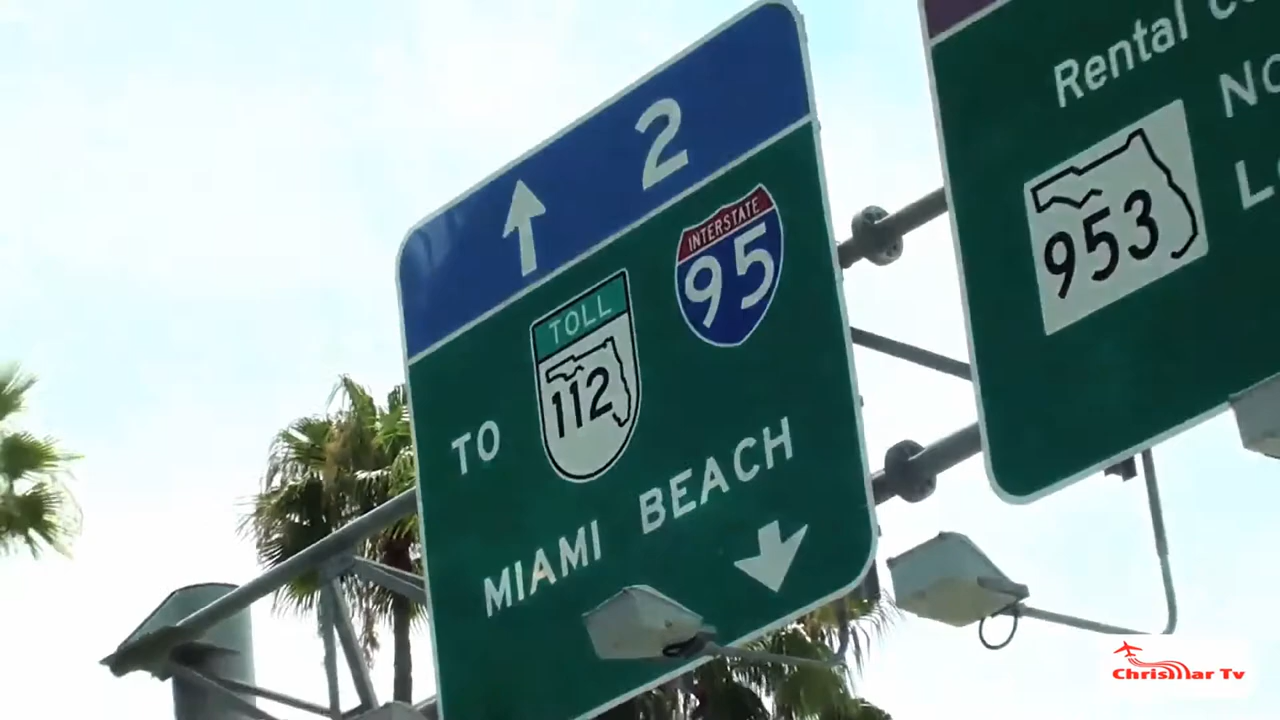 2
INTERSTATE
95
TOLL
112
TO
MIAMI BEACH
Rental
953
Chrismar Tv